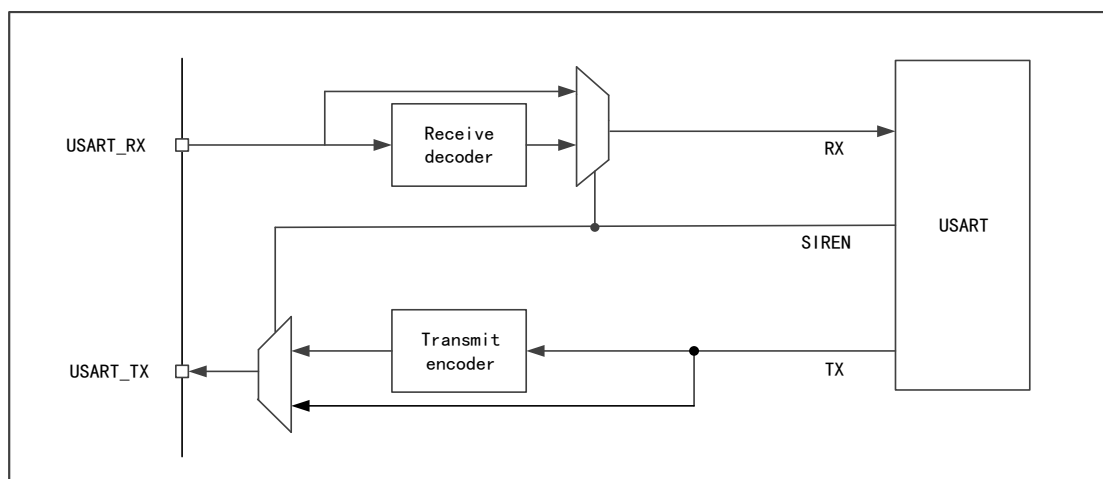 USART_RX
Receive
decoder
RX
SIREN
USART
Transmit
encoder
USART_TX
TX